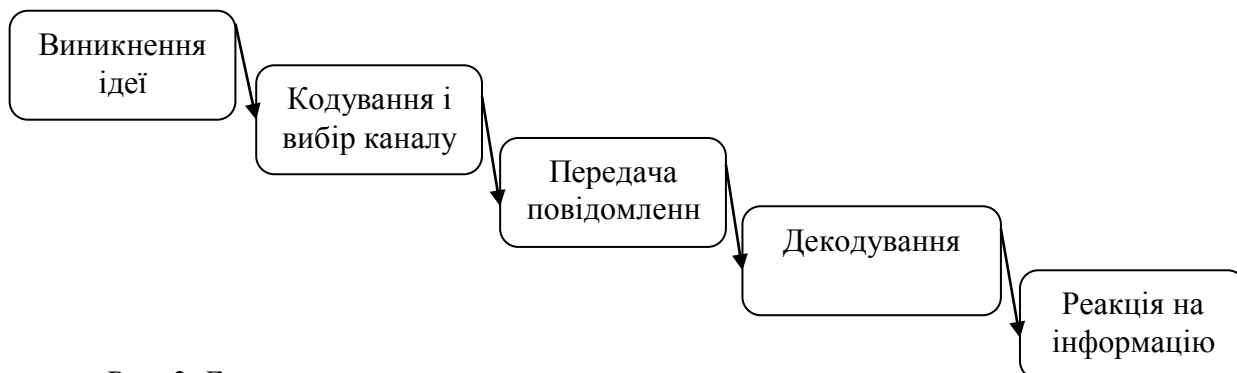 Виникнення
ідеї
Кодування і
вибір каналу
Передача
повідомленн
Декодування
Реакція на
інформацію